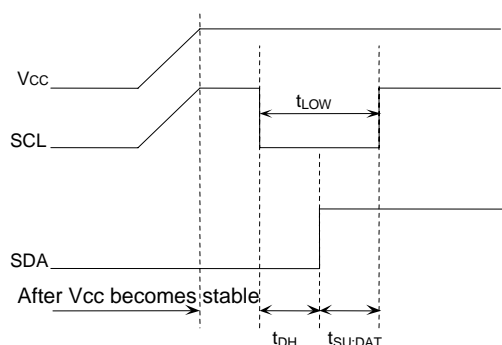 Vcc
tLOW
SCL
SDA
After Vcc becomes stable
tDH
tSU;DAT